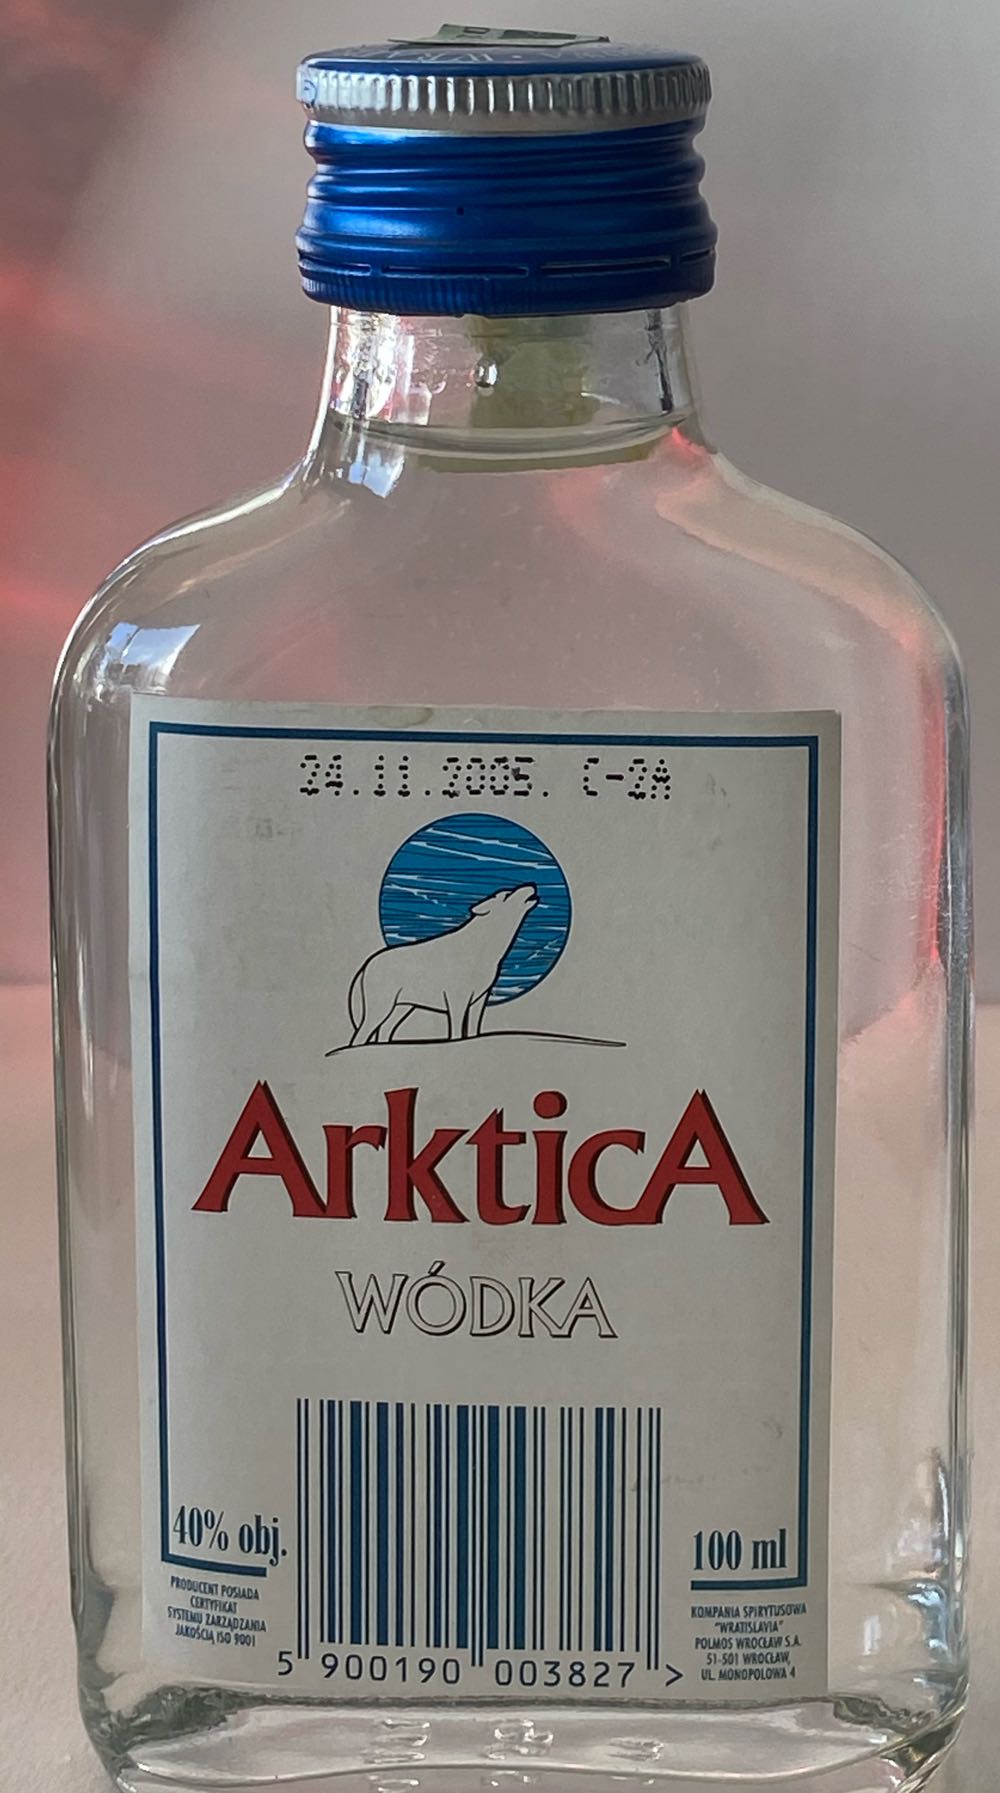 24.11.2005. C-2A
ArkticA
WÓDKA
40% obj.
PRODUCENT POSIADA
CERTYFIKAT
SYSTEMU ZARZĄDZANIA
JAKOŚCIĄ ISO 9001
5 900190 003827 >
100 ml
KOMPANIA SPIRYTUSOWA
"WRATISLAVIA"
POLMOS WROCŁAW S.A.
51-501 WROCŁAW,
UL. MONOPOLOWA 4